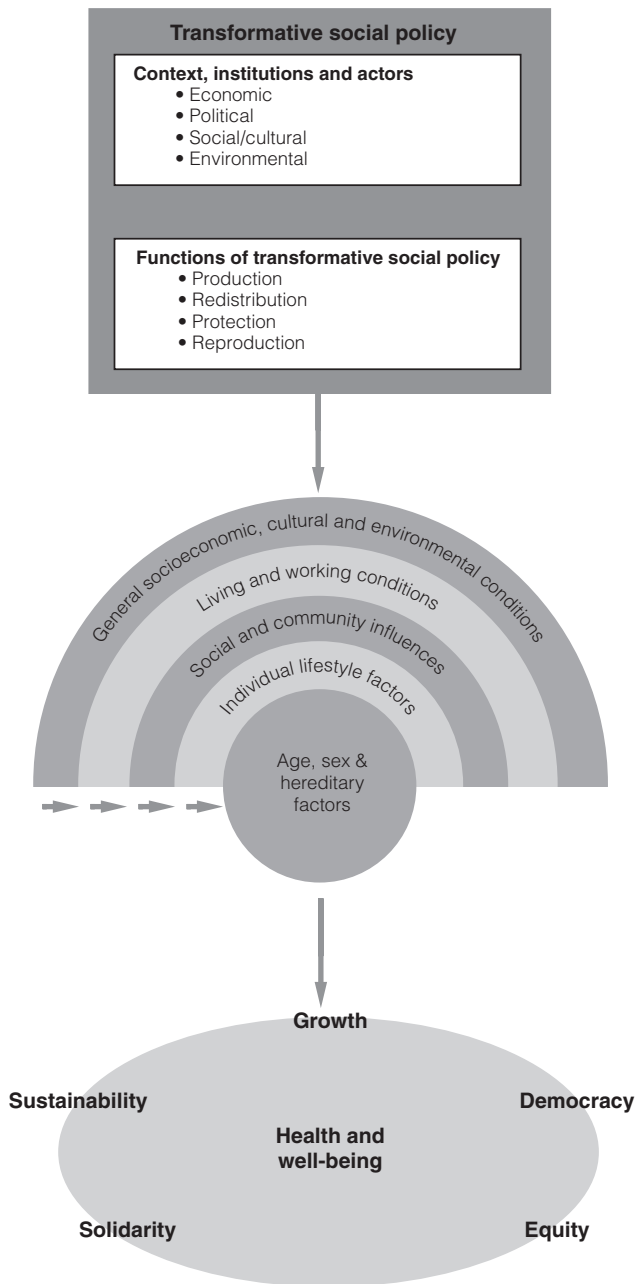 Transformative social policy
Context, institutions and actors
• Economic
• Political
• Social/cultural
• Environmental
Functions of transformative social policy
• Production
• Redistribution
• Protection
• Reproduction
General socioeconomic, cultural and environmental conditions
Living and working conditions
Social and community influences
Individual lifestyle factors
Age, sex &
hereditary
factors
Growth
Sustainability
Democracy
Health and
well-being
Solidarity
Equity